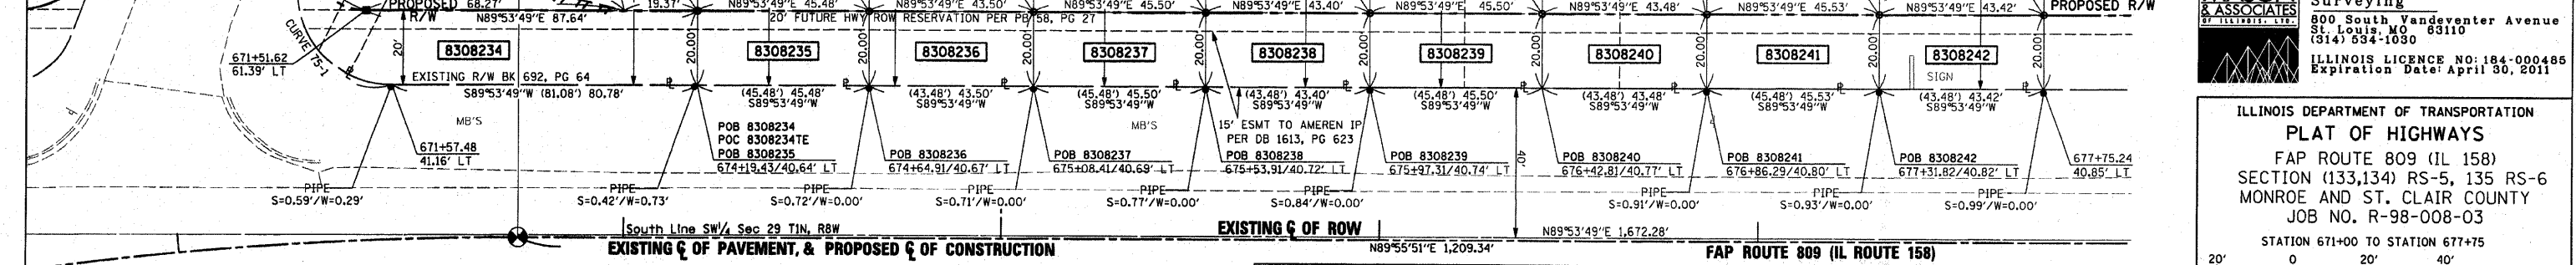 PROPOSED R/W
68.27'
N89°53'49"E 87.64'
19.37'
N89°53'49"E 45.48'
N89°53'49"E 43.50'
N89°53'49"E 45.50'
N89°53'49"E 43.40'
N89°53'49"E 45.50'
N89°53'49"E 43.48'
N89°53'49"E 45.53'
N89°53'49"E 43.42'
PROPOSED R/W
20' FUTURE HWY ROW RESERVATION PER PB 58, PG 27
CURVE 75-1
671+51.62
61.39' LT
20'
8308234
20.00'
8308235
20.00'
8308236
20.00'
8308237
20.00'
8308238
20.00'
8308239
20.00'
8308240
20.00'
8308241
20.00'
8308242
20.00'
SIGN
EXISTING R/W BK 692, PG 64
S89°53'49"W (81.08') 80.78'
(45.48') 45.48'
S89°53'49"W
(43.48') 43.50'
S89°53'49"W
(45.48') 45.50'
S89°53'49"W
(43.48') 43.40'
S89°53'49"W
(45.48') 45.50'
S89°53'49"W
(43.48') 43.48'
S89°53'49"W
(45.48') 45.53'
S89°53'49"W
(43.48') 43.42'
S89°53'49"W
MB'S
MB'S
15' ESMT TO AMEREN IP
PER DB 1613, PG 623
671+57.48
41.16' LT
POB 8308234
POC 8308234TE
POB 8308235
674+19.43/40.64' LT
POB 8308236
674+64.91/40.67' LT
POB 8308237
675+08.41/40.69' LT
POB 8308238
675+53.91/40.72' LT
POB 8308239
675+97.31/40.74' LT
40'
POB 8308240
676+42.81/40.77' LT
POB 8308241
676+86.29/40.80' LT
POB 8308242
677+31.82/40.82' LT
677+75.24
40.85' LT
PIPE
S=0.59'/W=0.29'
PIPE
S=0.42'/W=0.73'
PIPE
S=0.72'/W=0.00'
PIPE
S=0.71'/W=0.00'
PIPE
S=0.77'/W=0.00'
PIPE
S=0.84'/W=0.00'
PIPE
S=0.91'/W=0.00'
PIPE
S=0.93'/W=0.00'
PIPE
S=0.99'/W=0.00'
South Line SW¼ Sec 29 T1N, R8W
EXISTING ℄ OF PAVEMENT, & PROPOSED ℄ OF CONSTRUCTION
EXISTING ℄ OF ROW
N89°55'51"E 1,209.34'
N89°53'49"E 1,672.28'
FAP ROUTE 809 (IL ROUTE 158)
& ASSOCIATES
OF ILLINOIS, LTD.
Surveying
800 South Vandeventer Avenue
St. Louis, MO 63110
(314) 534-1030
ILLINOIS LICENCE NO: 184-000485
Expiration Date: April 30, 2011
ILLINOIS DEPARTMENT OF TRANSPORTATION
PLAT OF HIGHWAYS
FAP ROUTE 809 (IL 158)
SECTION (133,134) RS-5, 135 RS-6
MONROE AND ST. CLAIR COUNTY
JOB NO. R-98-008-03
STATION 671+00 TO STATION 677+75
20' 0 20' 40'